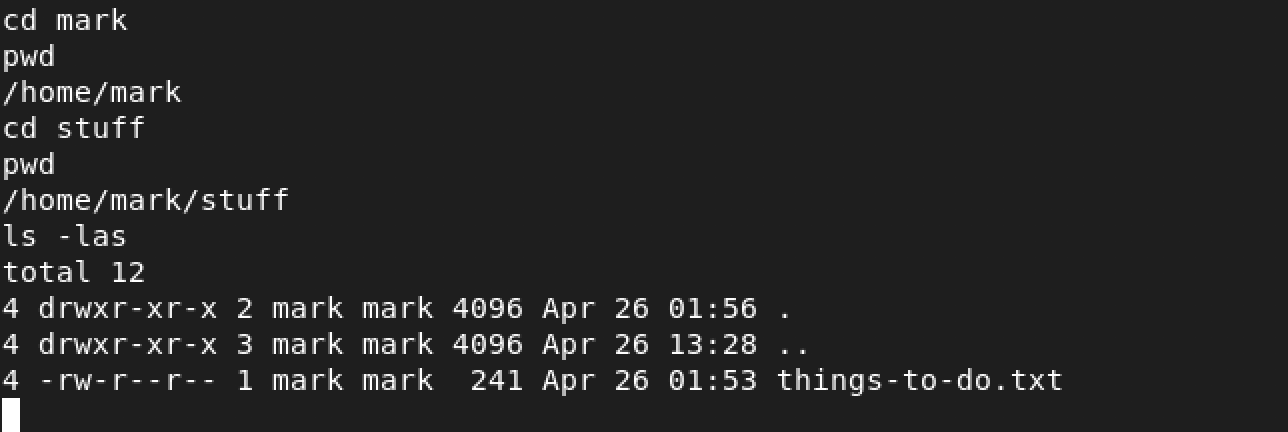 cd mark
pwd
/home/mark
cd stuff
pwd
/home/mark/stuff
ls -las
total 12
4 drwxr-xr-x 2 mark mark 4096 Apr 26 01:56 .
4 drwxr-xr-x 3 mark mark 4096 Apr 26 13:28 ..
4 -rw-r--r-- 1 mark mark  241 Apr 26 01:53 things-to-do.txt